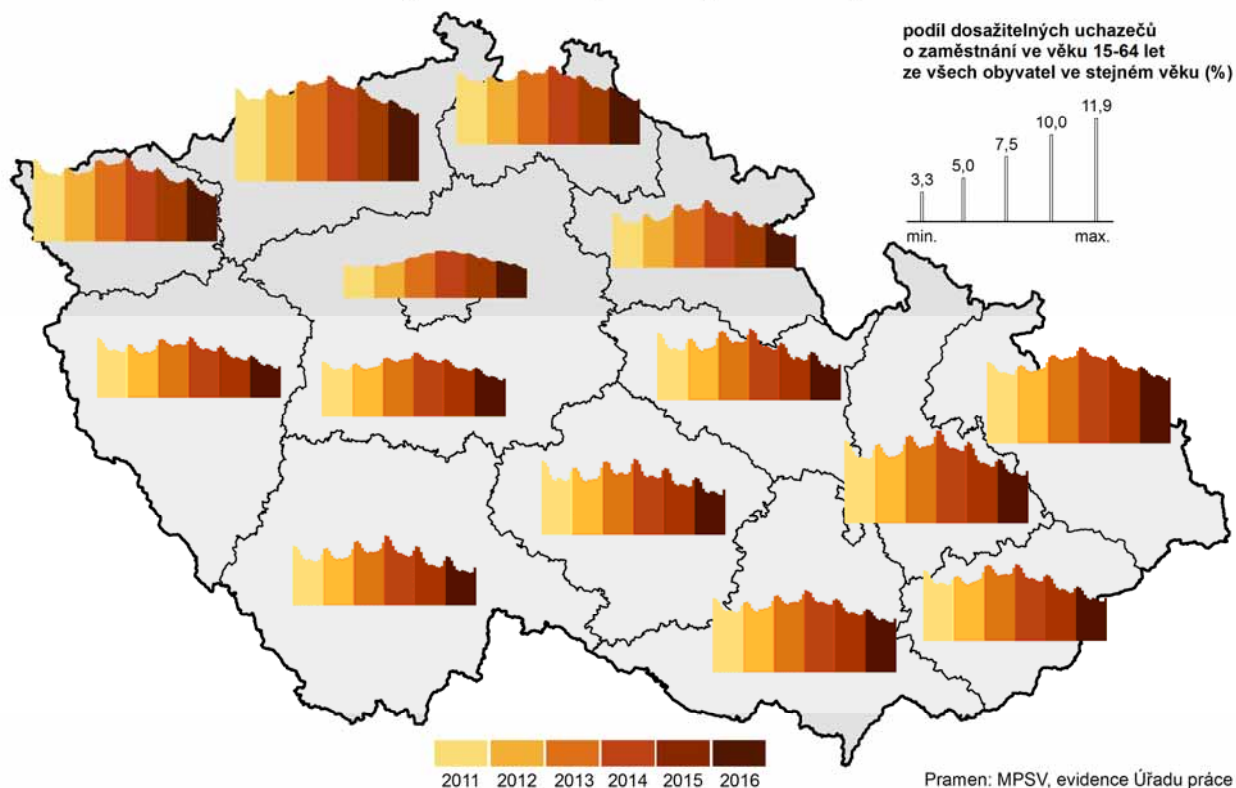 podíl dosažitelných uchazečů
o zaměstnání ve věku 15-64 let
ze všech obyvatel ve stejném věku (%)
11,9
10,0
7,5
5,0
3,3
min.
max.
2011 2012 2013 2014 2015 2016
Pramen: MPSV, evidence Úřadu práce